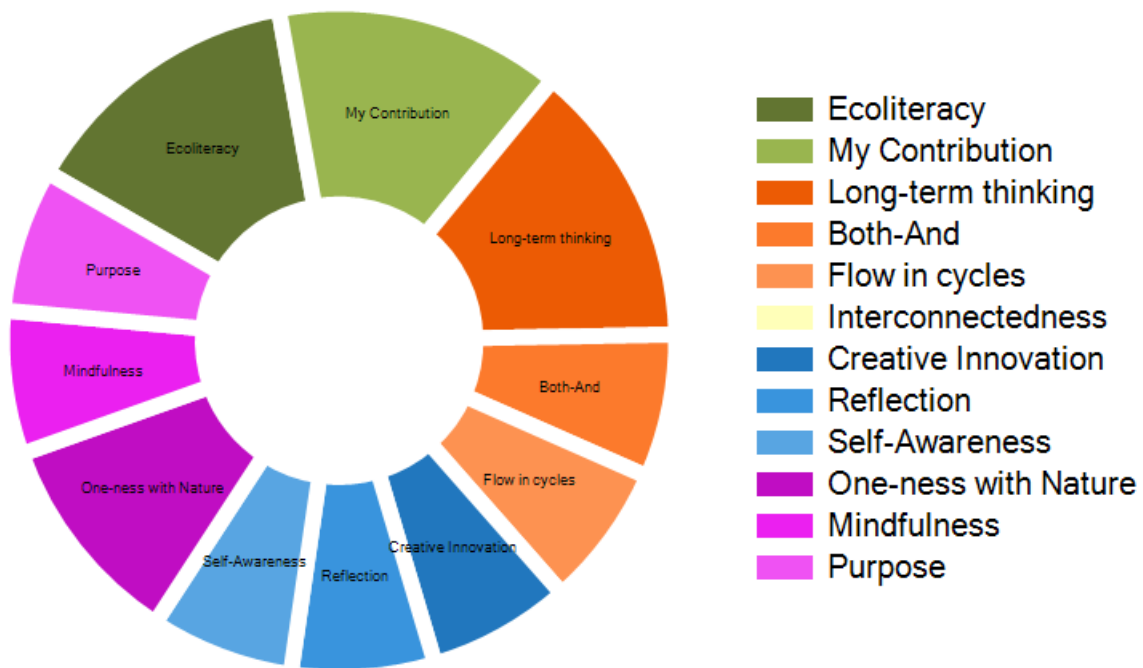 My Contribution
Ecoliteracy
Long-term thinking
Purpose
Mindfulness
Both-And
Flow in cycles
One-ness with Nature
Creative Innovation
Self-Awareness
Reflection
Ecoliteracy
My Contribution
Long-term thinking
Both-And
Flow in cycles
Interconnectedness
Creative Innovation
Reflection
Self-Awareness
One-ness with Nature
Mindfulness
Purpose